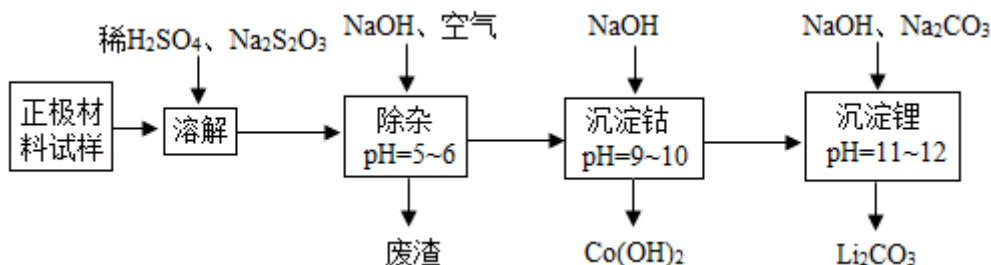 稀H₂SO₄、Na₂S₂O₃
NaOH、空气
NaOH
NaOH、Na₂CO₃
正极材
料试样
溶解
除杂
pH=5~6
沉淀钴
pH=9~10
沉淀锂
pH=11~12
废渣
Co(OH)₂
Li₂CO₃